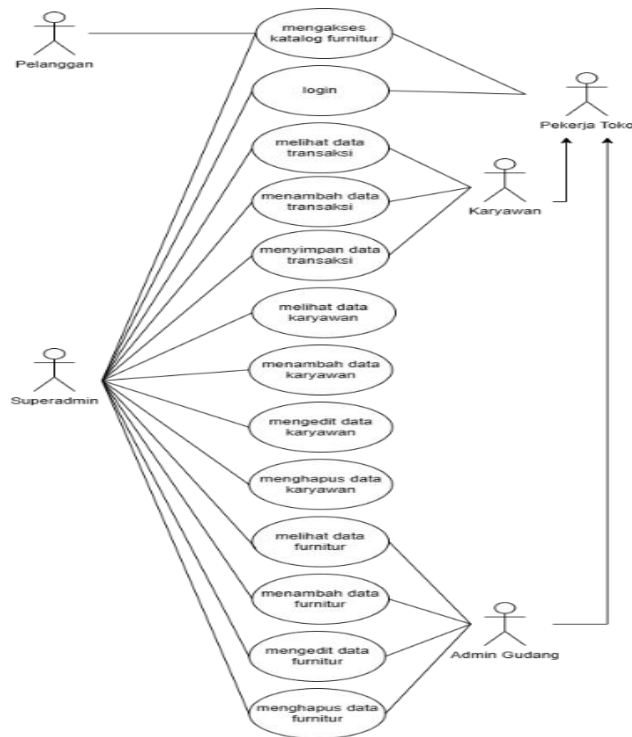 mengakses
katalog furnitur
Pelanggan
login
Pekerja Toko
melihat data
transaksi
menambah data
transaksi
Karyawan
menyimpan data
transaksi
melihat data
karyawan
menambah data
karyawan
Superadmin
mengedit data
karyawan
menghapus data
karyawan
melihat data
furnitur
menambah data
furnitur
mengedit data
furnitur
Admin Gudang
menghapus data
furnitur